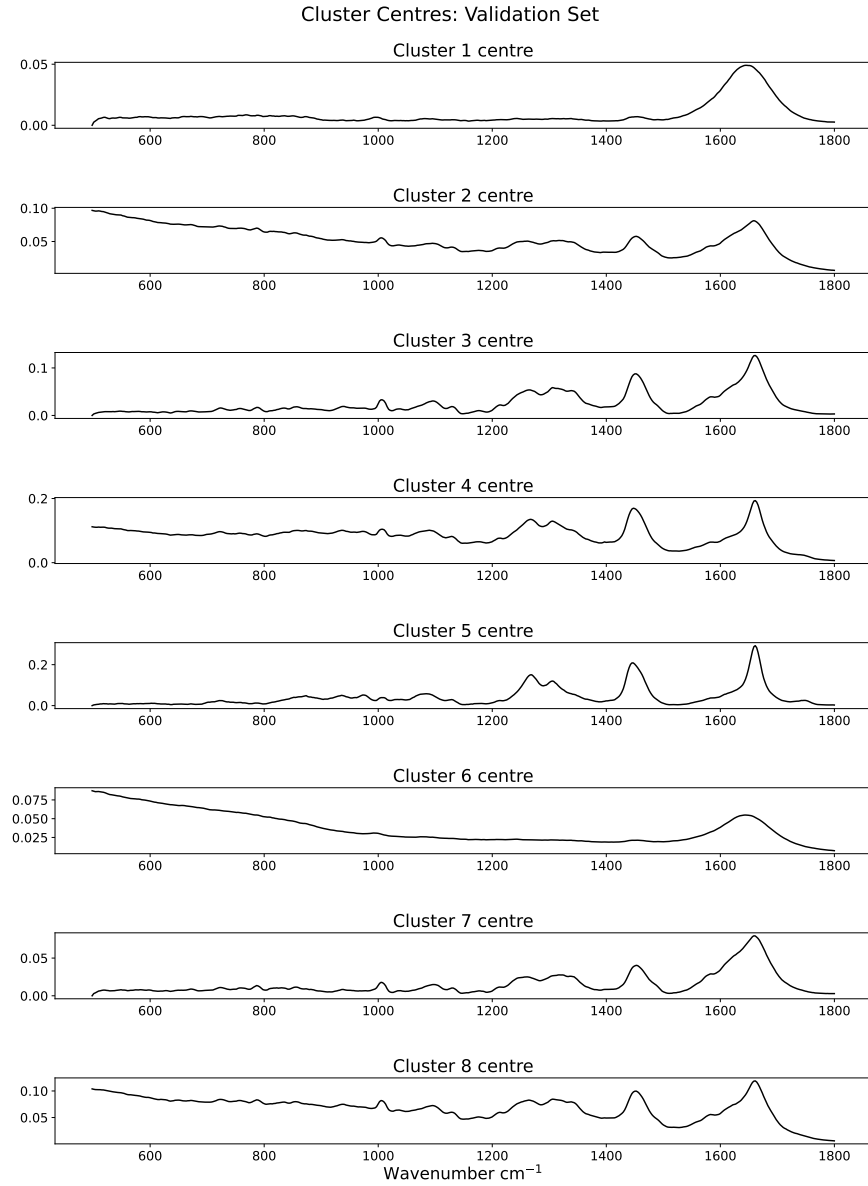 Cluster Centres: Validation Set
Cluster 1 centre
0.05
0.00
600 800 1000 1200 1400 1600 1800
Cluster 2 centre
0.10
0.05
600 800 1000 1200 1400 1600 1800
Cluster 3 centre
0.1
0.0
600 800 1000 1200 1400 1600 1800
Cluster 4 centre
0.2
0.0
600 800 1000 1200 1400 1600 1800
Cluster 5 centre
0.2
0.0
600 800 1000 1200 1400 1600 1800
Cluster 6 centre
0.075
0.050
0.025
600 800 1000 1200 1400 1600 1800
Cluster 7 centre
0.05
0.00
600 800 1000 1200 1400 1600 1800
Cluster 8 centre
0.10
0.05
600 800 1000 1200 1400 1600 1800
Wavenumber cm⁻¹